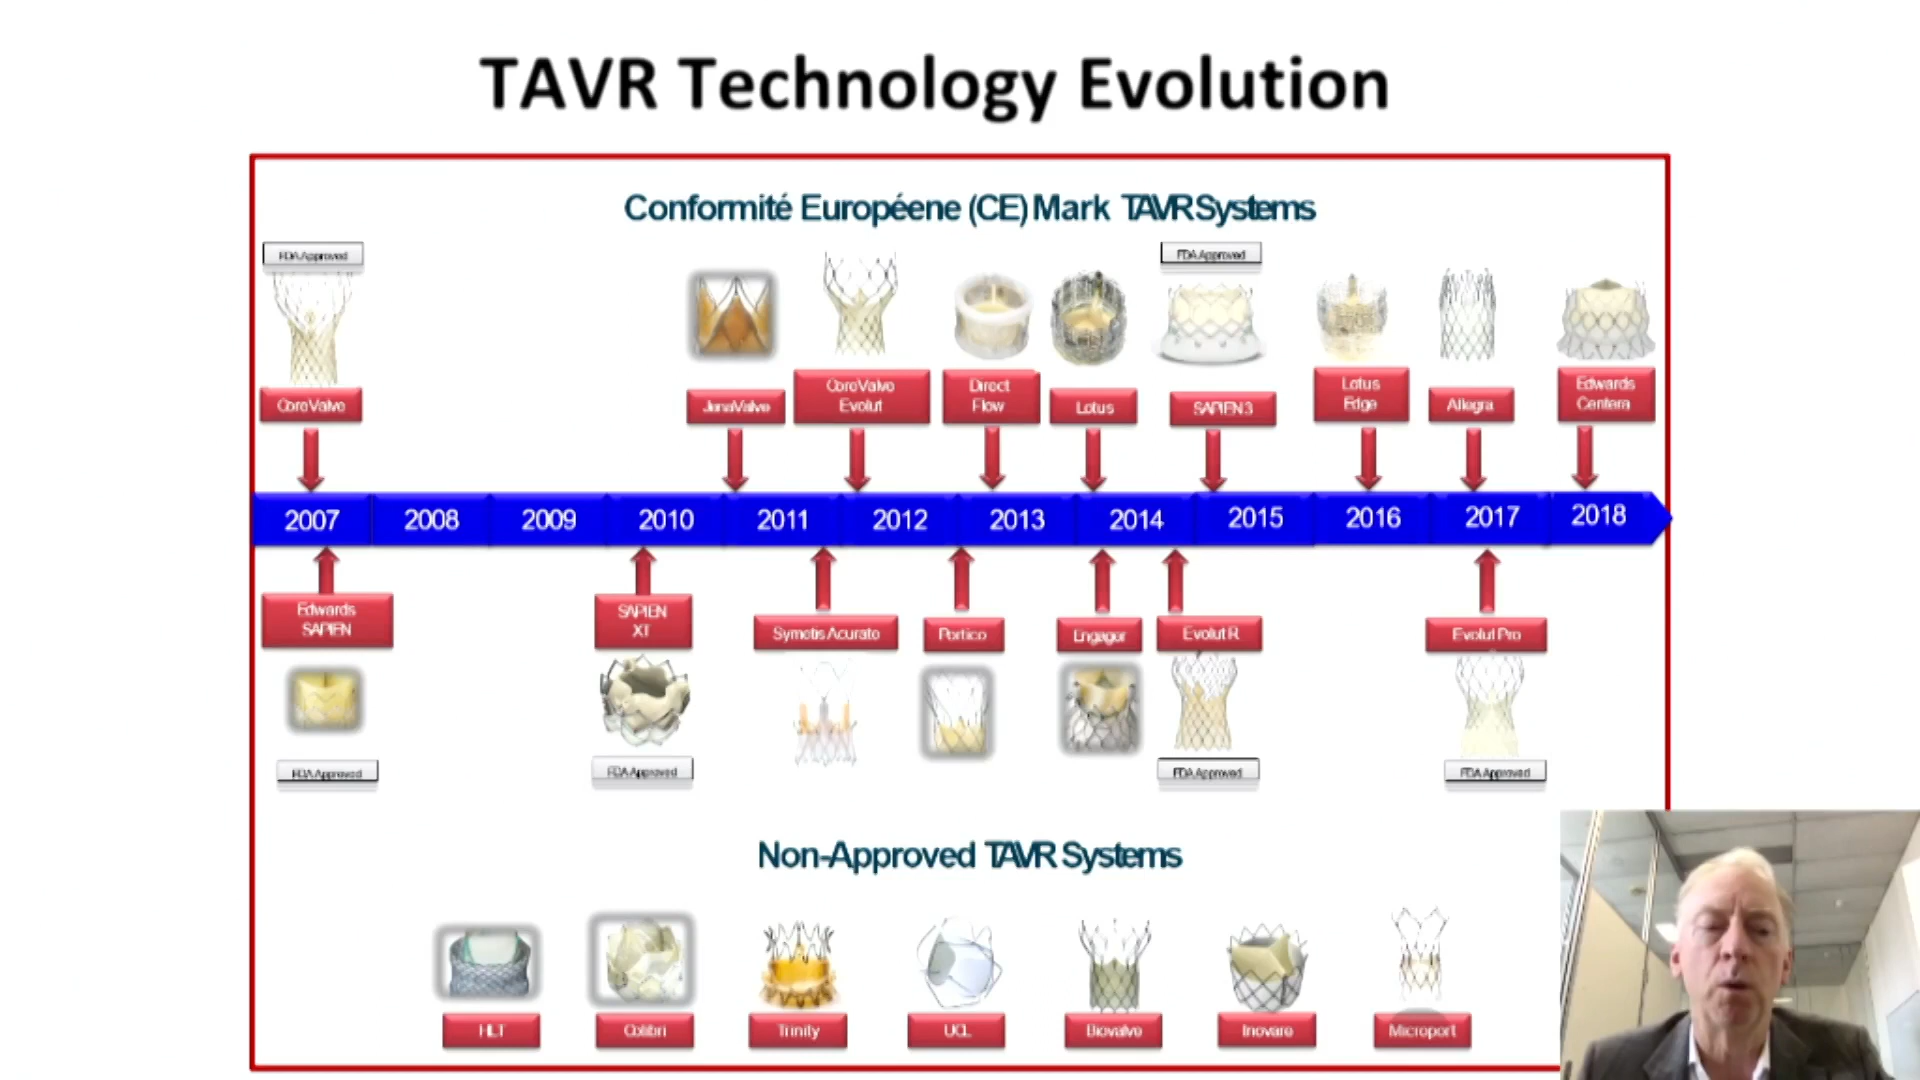 TAVR Technology Evolution
Conformité Européene (CE) Mark TAVR Systems
FDA Approved
FDA Approved
CoreValve
JenaValve
CoreValve
Evolut
Direct
Flow
Lotus
SAPIEN 3
Lotus
Edge
Allegra
Edwards
Centera
2007 2008 2009 2010 2011 2012 2013 2014 2015 2016 2017 2018
Edwards
SAPIEN
SAPIEN
XT
Symetis Acurate
Portico
Engager
Evolut R
Evolut Pro
FDA Approved
FDA Approved
FDA Approved
FDA Approved
Non-Approved TAVR Systems
HLT
Colibri
Trinity
UCL
Biovalve
Inovare
Microport